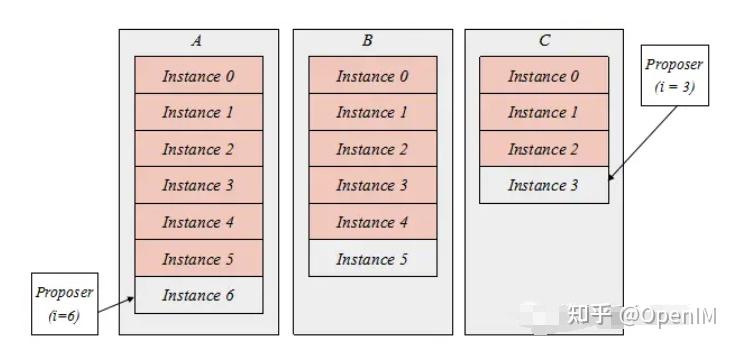 A
Instance 0
Instance 1
Instance 2
Instance 3
Instance 4
Instance 5
Instance 6
B
Instance 0
Instance 1
Instance 2
Instance 3
Instance 4
Instance 5
C
Instance 0
Instance 1
Instance 2
Instance 3
Proposer
(i = 3)
Proposer
(i=6)
知乎 @OpenIM